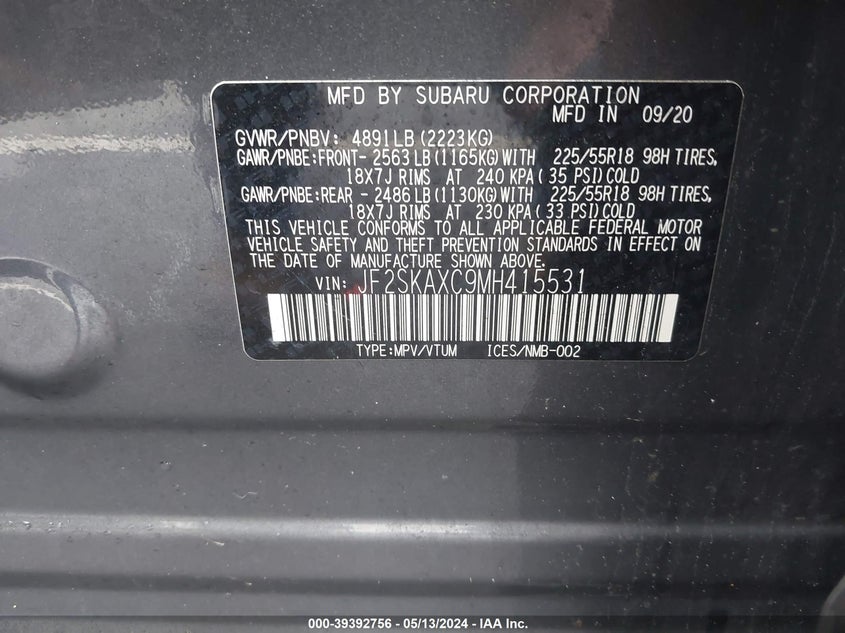 MFD BY SUBARU CORPORATION
MFD IN 09/20
GVWR/PNBV: 4891LB (2223KG)
GAWR/PNBE:FRONT- 2563 LB (1165KG) WITH 225/55R18 98H TIRES,
18X7J RIMS AT 240 KPA ( 35 PSI) COLD
GAWR/PNBE:REAR - 2486 LB (1130KG) WITH 225/55R18 98H TIRES,
18X7J RIMS AT 230 KPA ( 33 PSI) COLD
THIS VEHICLE CONFORMS TO ALL APPLICABLE FEDERAL MOTOR
VEHICLE SAFETY AND THEFT PREVENTION STANDARDS IN EFFECT ON
THE DATE OF MANUFACTURE SHOWN ABOVE.
VIN: JF2SKAXC9MH415531
TYPE:MPV/VTUM ICES/NMB-002
000-39392756 - 05/13/2024 - IAA Inc.